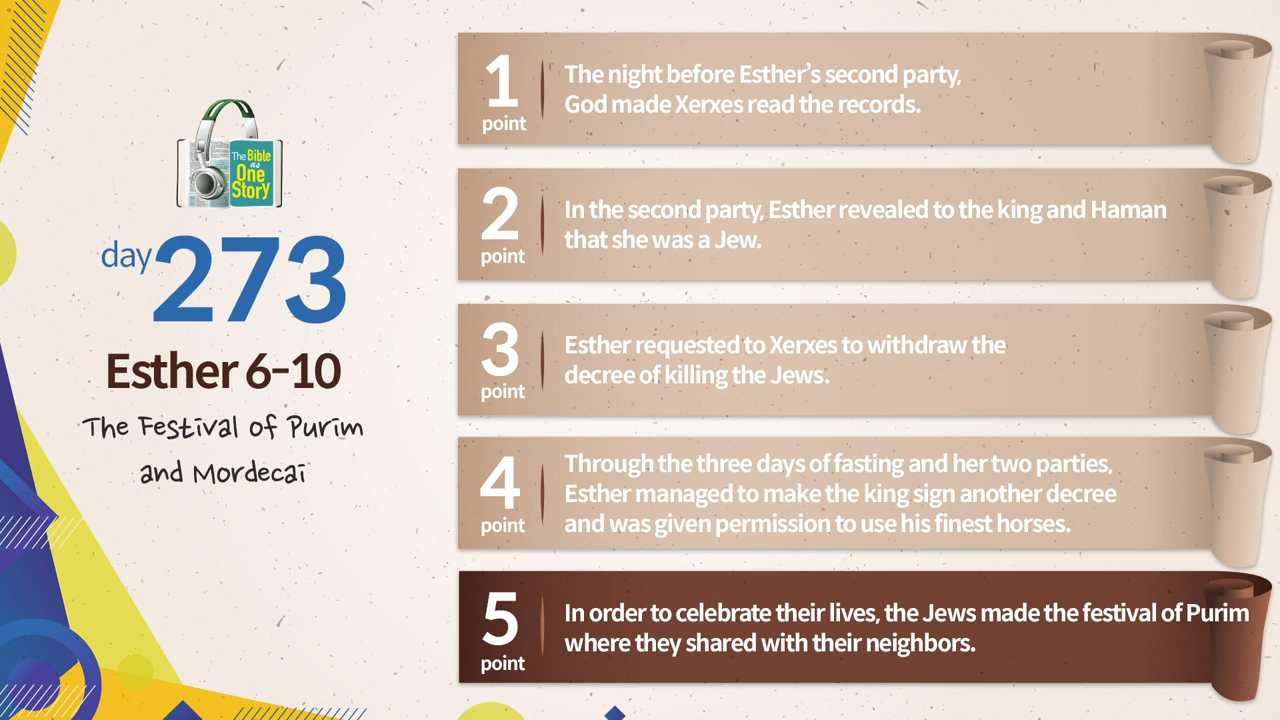 The Bible
as
One
Story
day273
Esther 6-10
The Festival of Purim
and Mordecai
1
point
The night before Esther’s second party,
God made Xerxes read the records.
2
point
In the second party, Esther revealed to the king and Haman
that she was a Jew.
3
point
Esther requested to Xerxes to withdraw the
decree of killing the Jews.
4
point
Through the three days of fasting and her two parties,
Esther managed to make the king sign another decree
and was given permission to use his finest horses.
5
point
In order to celebrate their lives, the Jews made the festival of Purim
where they shared with their neighbors.